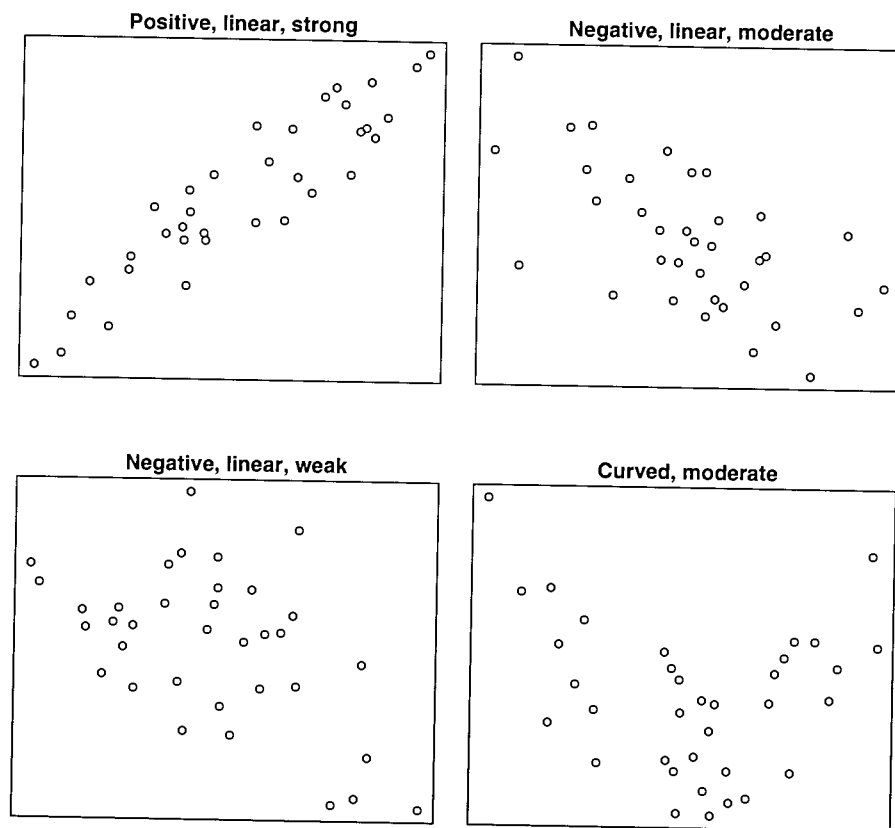 Positive, linear, strong
Negative, linear, moderate
Negative, linear, weak
Curved, moderate